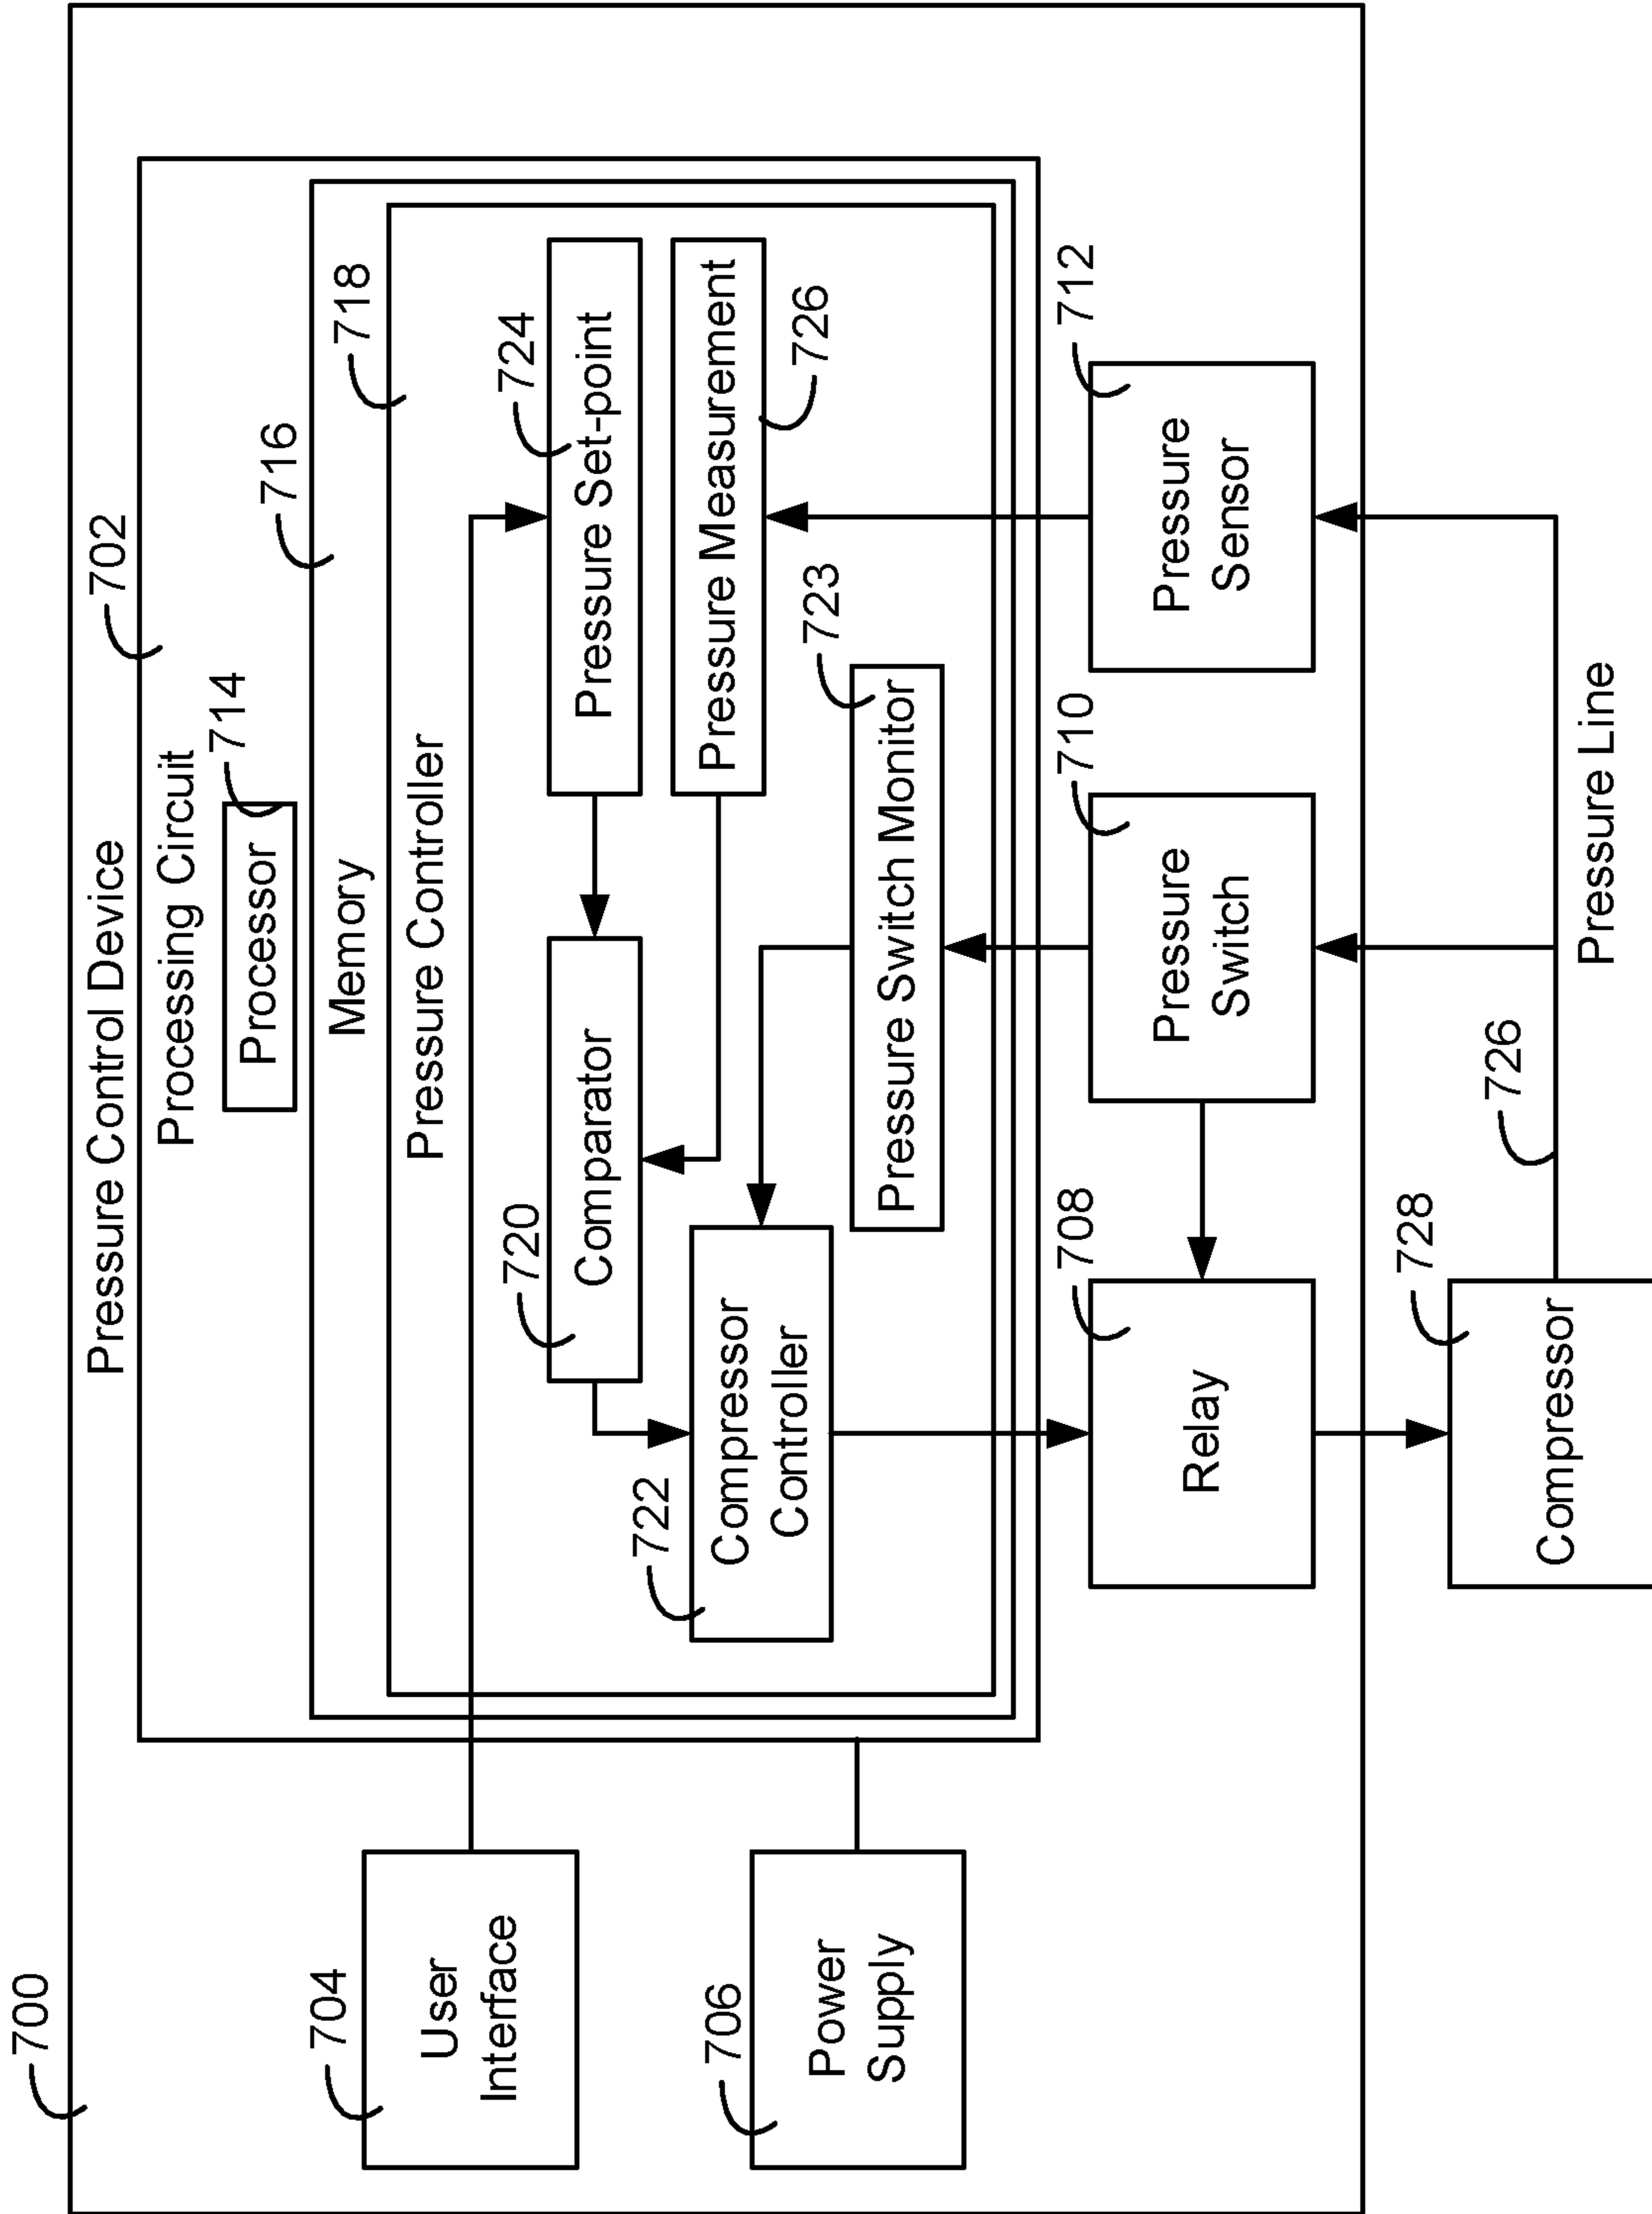 700
Pressure Control Device
702
Processing Circuit
714
Processor
716
Memory
718
Pressure Controller
704
User
Interface
720
Comparator
724
Pressure Set-point
722
Compressor
Controller
Pressure Measurement
726
723
Pressure Switch Monitor
706
Power
Supply
708
Relay
710
Pressure
Switch
712
Pressure
Sensor
728
Compressor
726
Pressure Line